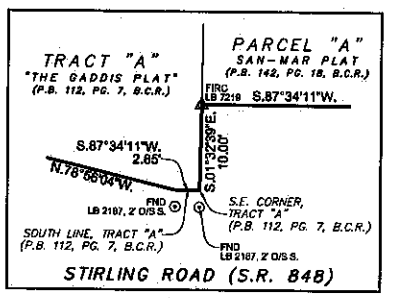 TRACT "A"
"THE GADDIS PLAT"
(P.B. 112, PG. 7, B.C.R.)
PARCEL "A"
SAN-MAR PLAT
(P.B. 142, PG. 18, B.C.R.)
FIRC
LB 7219
S.87°34'11"W.
S.01°32'39"E.
10.00'
S.87°34'11"W.
2.85'
N.78°56'04"W.
S.E. CORNER,
TRACT "A"
(P.B. 112, PG. 7, B.C.R.)
FND
LB 2187, 2' O/S S.
SOUTH LINE, TRACT "A"
(P.B. 112, PG. 7, B.C.R.)
FND
LB 2187, 2' O/S S.
STIRLING ROAD (S.R. 848)